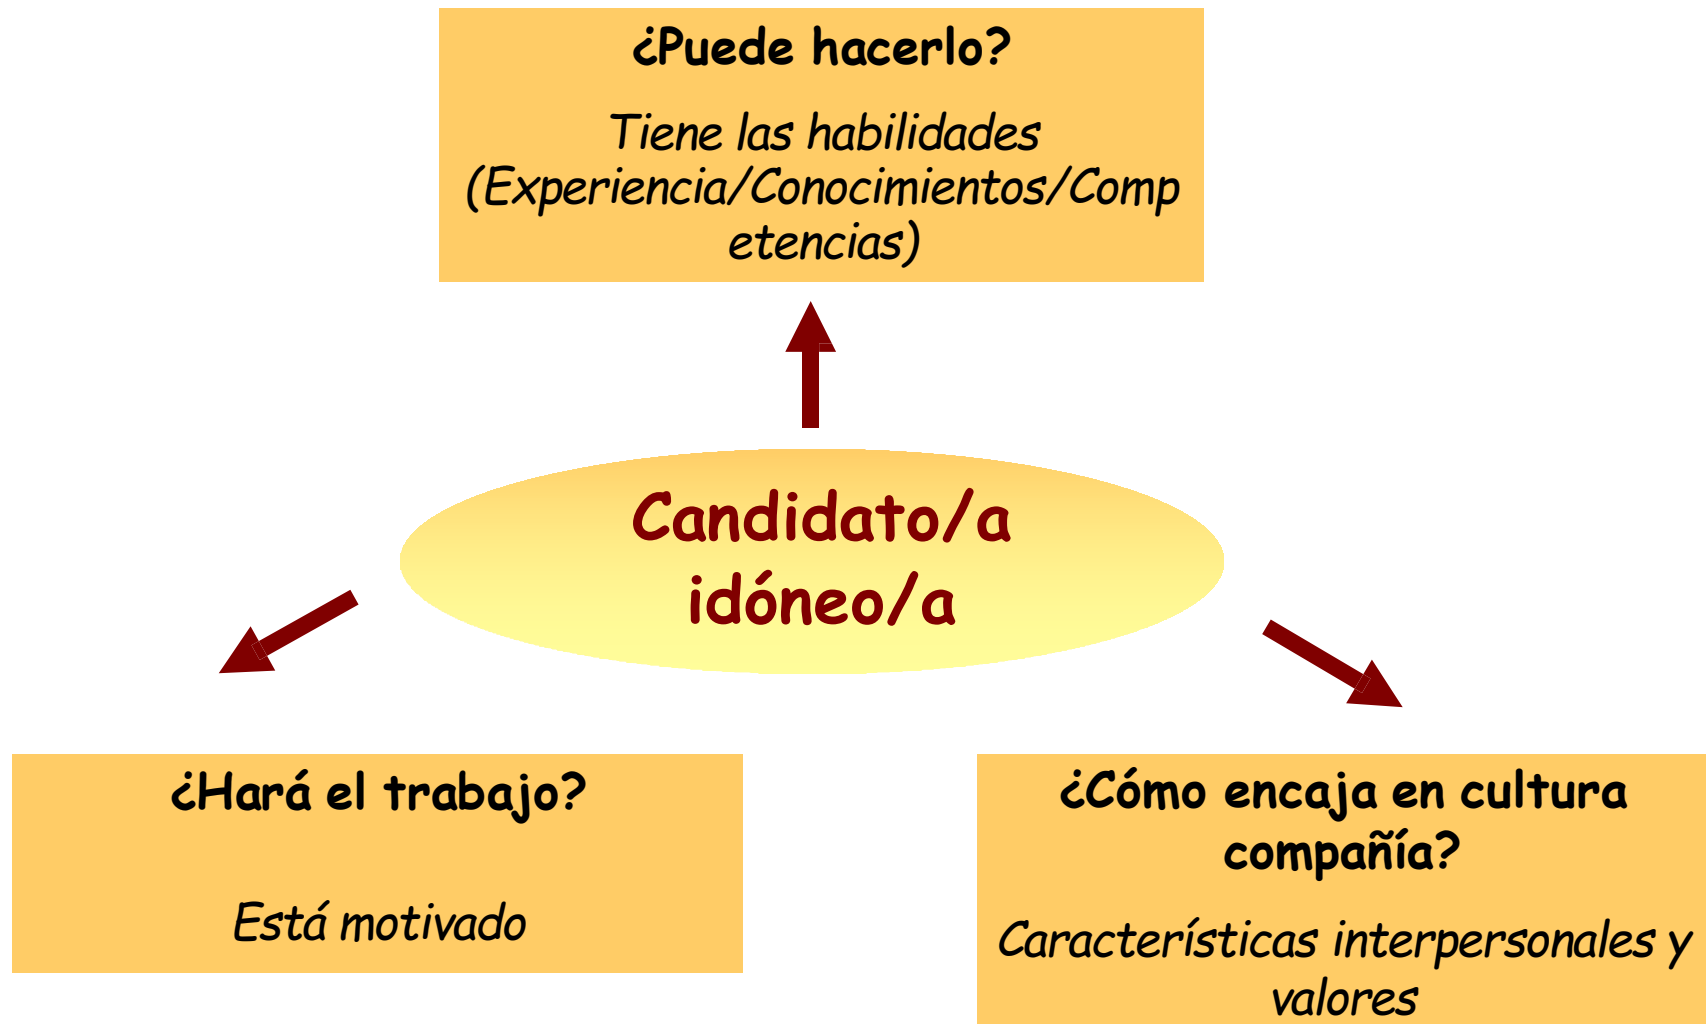 ¿Puede hacerlo?
Tiene las habilidades
(Experiencia/Conocimientos/Comp
etencias)
Candidato/a
idóneo/a
¿Hará el trabajo?
Está motivado
¿Cómo encaja en cultura
compañía?
Características interpersonales y
valores